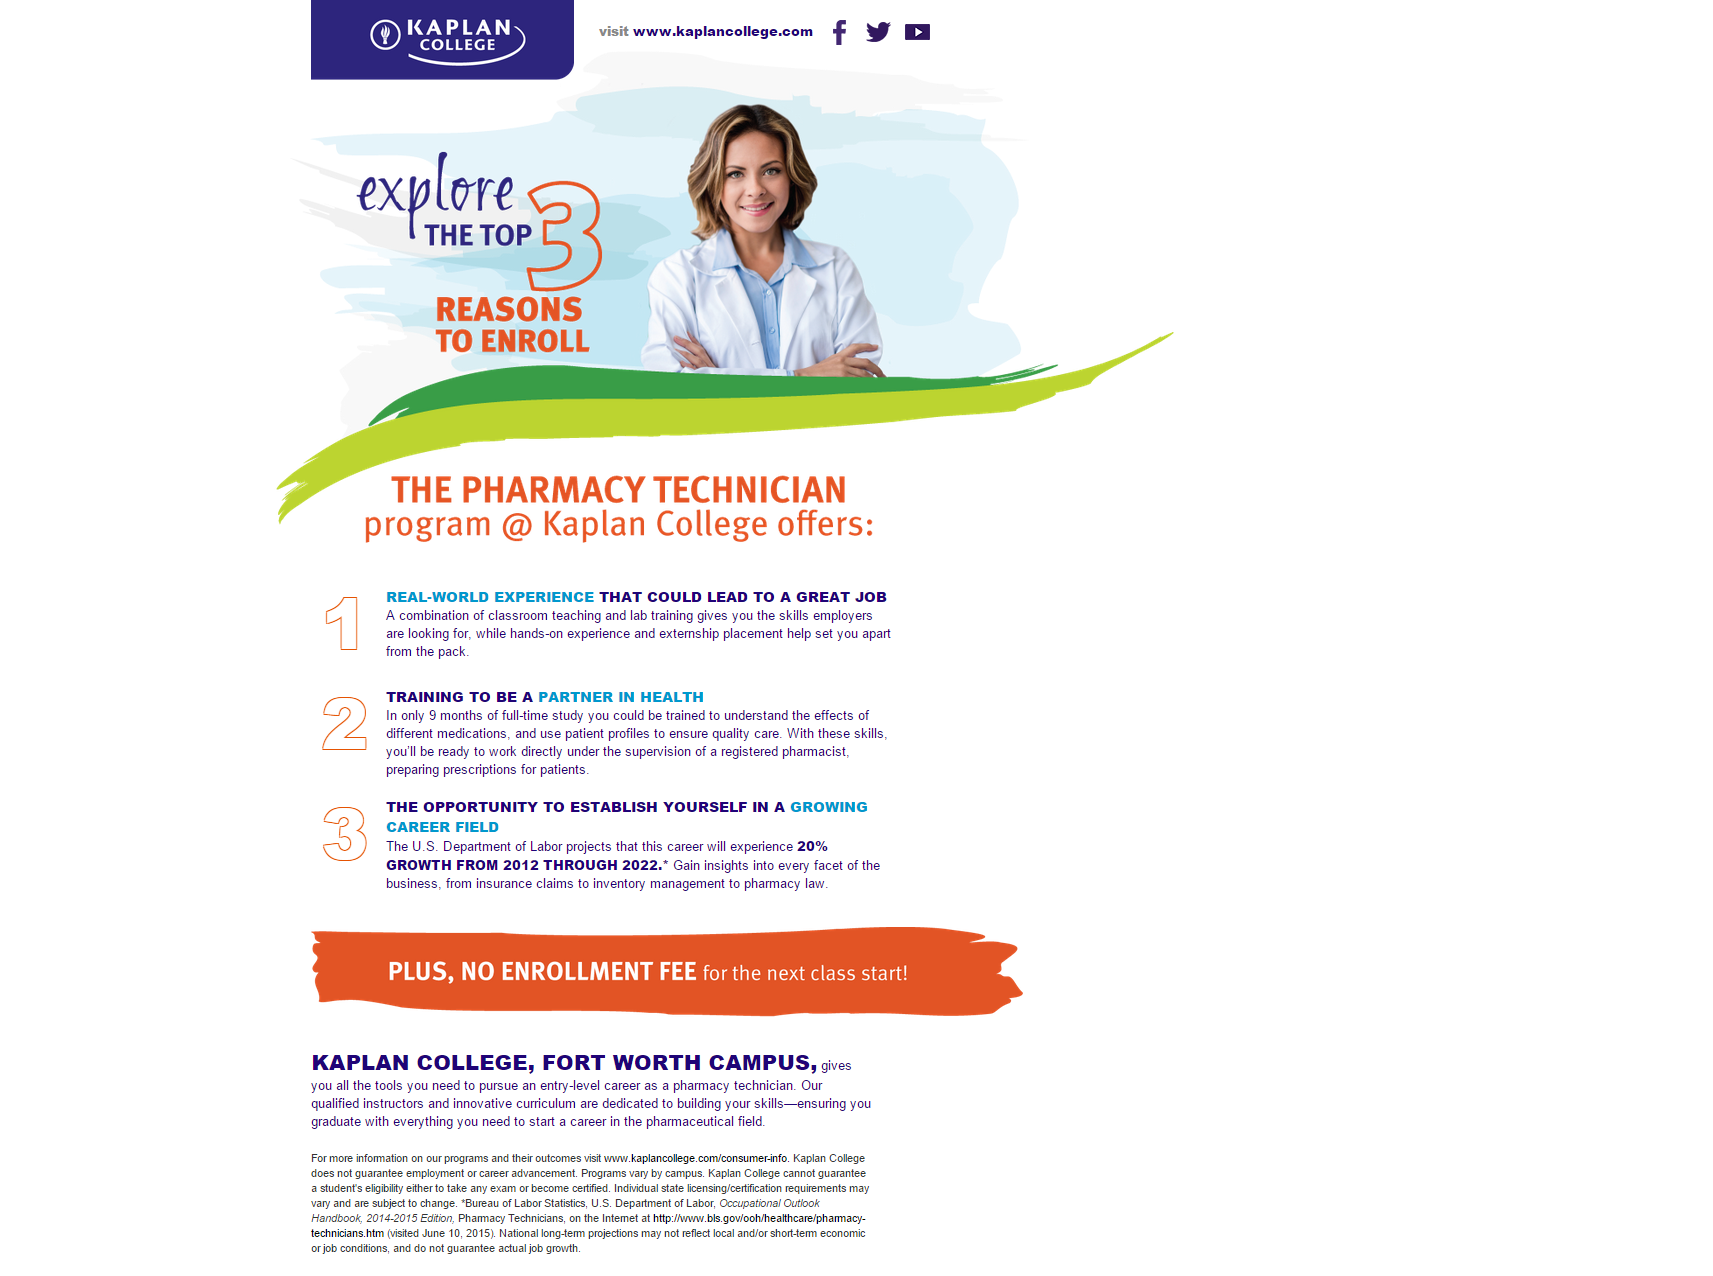 KAPLAN
COLLEGE
visit www.kaplancollege.com
explore
THE TOP 3
REASONS
TO ENROLL
THE PHARMACY TECHNICIAN
program @ Kaplan College offers:
1
REAL-WORLD EXPERIENCE THAT COULD LEAD TO A GREAT JOB
A combination of classroom teaching and lab training gives you the skills employers
are looking for, while hands-on experience and externship placement help set you apart
from the pack.
2
TRAINING TO BE A PARTNER IN HEALTH
In only 9 months of full-time study you could be trained to understand the effects of
different medications, and use patient profiles to ensure quality care. With these skills,
you'll be ready to work directly under the supervision of a registered pharmacist,
preparing prescriptions for patients.
3
THE OPPORTUNITY TO ESTABLISH YOURSELF IN A GROWING
CAREER FIELD
The U.S. Department of Labor projects that this career will experience 20%
GROWTH FROM 2012 THROUGH 2022.* Gain insights into every facet of the
business, from insurance claims to inventory management to pharmacy law.
PLUS, NO ENROLLMENT FEE for the next class start!
KAPLAN COLLEGE, FORT WORTH CAMPUS, gives
you all the tools you need to pursue an entry-level career as a pharmacy technician. Our
qualified instructors and innovative curriculum are dedicated to building your skills—ensuring you
graduate with everything you need to start a career in the pharmaceutical field.
For more information on our programs and their outcomes visit www.kaplancollege.com/consumer-info. Kaplan College
does not guarantee employment or career advancement. Programs vary by campus. Kaplan College cannot guarantee
a student's eligibility either to take any exam or become certified. Individual state licensing/certification requirements may
vary and are subject to change. *Bureau of Labor Statistics, U.S. Department of Labor, Occupational Outlook
Handbook, 2014-2015 Edition, Pharmacy Technicians, on the Internet at http://www.bls.gov/ooh/healthcare/pharmacy-
technicians.htm (visited June 10, 2015). National long-term projections may not reflect local and/or short-term economic
or job conditions, and do not guarantee actual job growth.